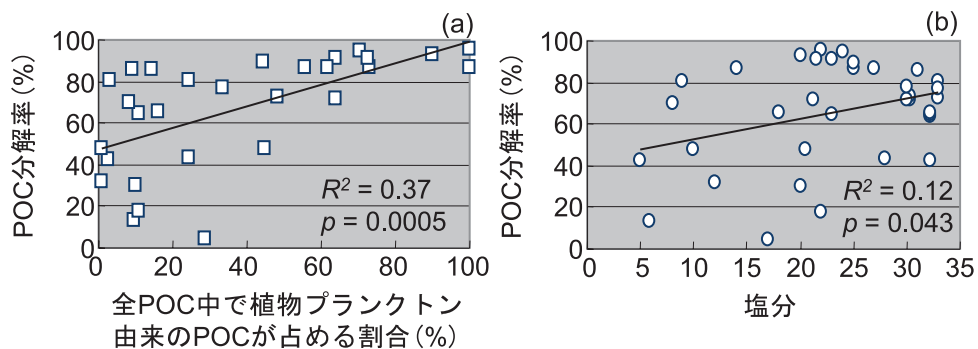 (a)
POC分解率(%)
100
80
60
40
20
0
R² = 0.37
p = 0.0005
0 20 40 60 80 100
全POC中で植物プランクトン
由来のPOCが占める割合(%)
(b)
POC分解率(%)
100
80
60
40
20
0
R² = 0.12
p = 0.043
0 5 10 15 20 25 30 35
塩分